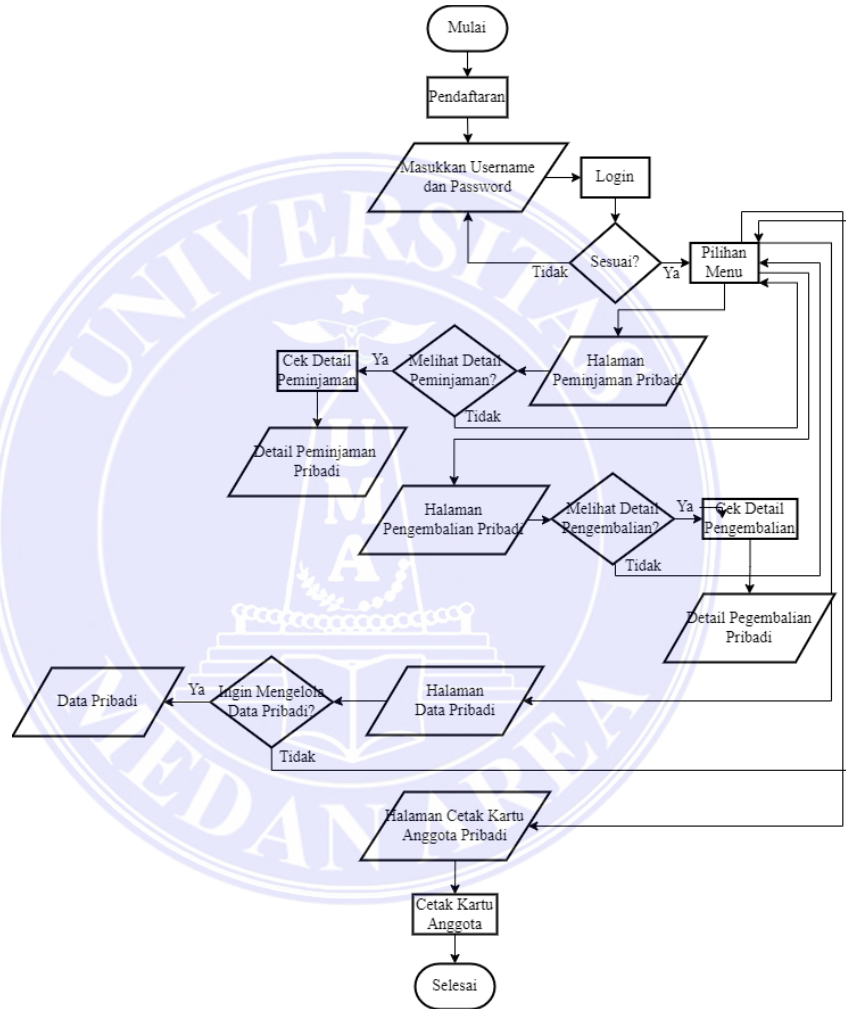 Mulai
Pendaftaran
Masukkan Username
dan Password
Login
Sesuai?
Tidak
Ya
Pilihan
Menu
Halaman
Peminjaman Pribadi
Melihat Detail
Peminjaman?
Ya
Tidak
Cek Detail
Peminjaman
Detail Peminjaman
Pribadi
Halaman
Pengembalian Pribadi
Melihat Detail
Pengembalian?
Ya
Tidak
Cek Detail
Pengembalian
Detail Pegembalian
Pribadi
Halaman
Data Pribadi
Ingin Mengelola
Data Pribadi?
Ya
Tidak
Data Pribadi
Halaman Cetak Kartu
Anggota Pribadi
Cetak Kartu
Anggota
Selesai
UNIVERSITAS
MEDAN AREA
U
M
A